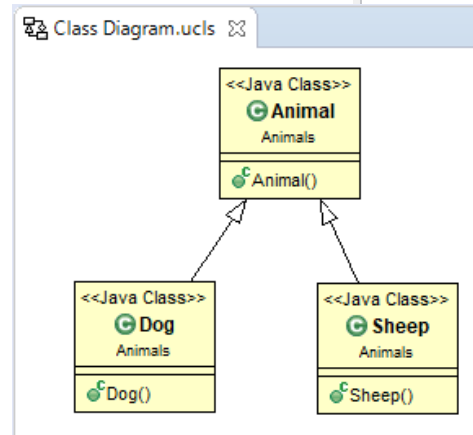 Class Diagram.ucls
<<Java Class>>
Animal
Animals
Animal()
<<Java Class>>
Dog
Animals
Dog()
<<Java Class>>
Sheep
Animals
Sheep()